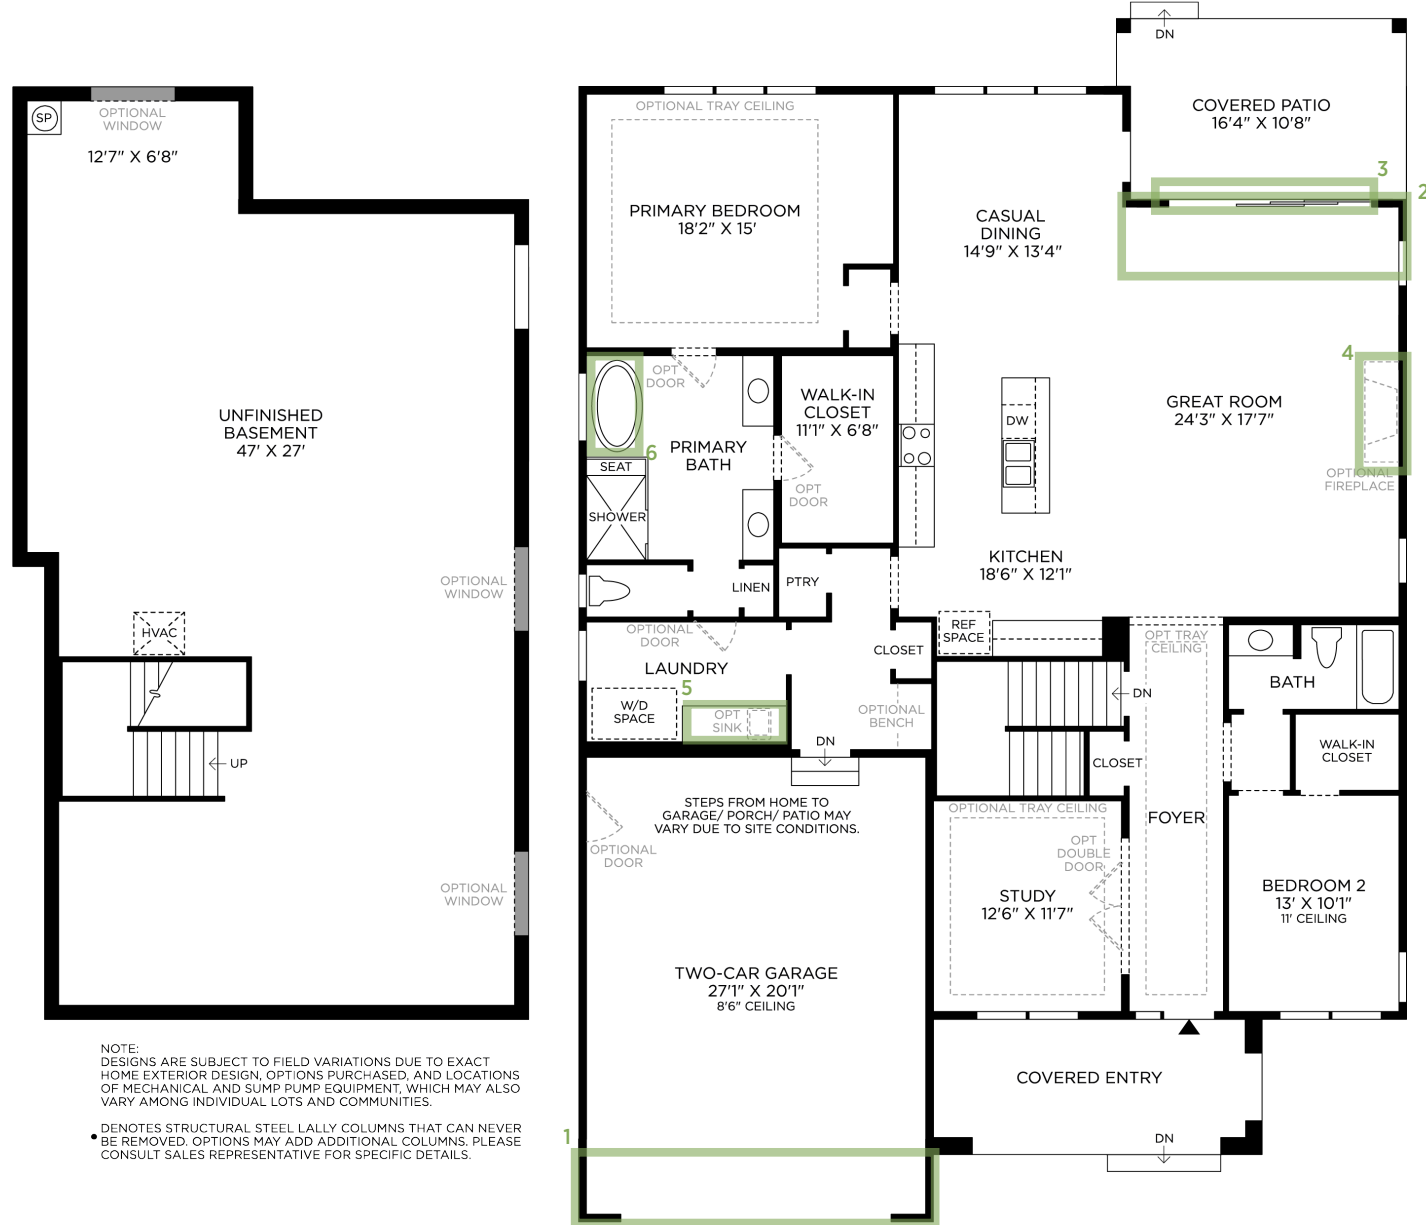 SP
OPTIONAL
WINDOW
12'7" X 6'8"
UNFINISHED
BASEMENT
47' X 27'
OPTIONAL
WINDOW
HVAC
UP
OPTIONAL
WINDOW
NOTE:
DESIGNS ARE SUBJECT TO FIELD VARIATIONS DUE TO EXACT
HOME EXTERIOR DESIGN, OPTIONS PURCHASED, AND LOCATIONS
OF MECHANICAL AND SUMP PUMP EQUIPMENT, WHICH MAY ALSO
VARY AMONG INDIVIDUAL LOTS AND COMMUNITIES.
• DENOTES STRUCTURAL STEEL LALLY COLUMNS THAT CAN NEVER
BE REMOVED. OPTIONS MAY ADD ADDITIONAL COLUMNS. PLEASE
CONSULT SALES REPRESENTATIVE FOR SPECIFIC DETAILS.
DN
COVERED PATIO
16'4" X 10'8"
3
2
OPTIONAL TRAY CEILING
PRIMARY BEDROOM
18'2" X 15'
CASUAL
DINING
14'9" X 13'4"
4
GREAT ROOM
24'3" X 17'7"
OPTIONAL
FIREPLACE
OPT
DOOR
WALK-IN
CLOSET
11'1" X 6'8"
DW
6
PRIMARY
BATH
SEAT
SHOWER
OPT
DOOR
KITCHEN
18'6" X 12'1"
LINEN
PTRY
REF
SPACE
OPTIONAL
DOOR
LAUNDRY
CLOSET
OPT TRAY
CEILING
BATH
5
W/D
SPACE
OPT
SINK
OPTIONAL
BENCH
DN
DN
CLOSET
WALK-IN
CLOSET
STEPS FROM HOME TO
GARAGE/ PORCH/ PATIO MAY
VARY DUE TO SITE CONDITIONS.
OPTIONAL
DOOR
OPTIONAL TRAY CEILING
OPT
DOUBLE
DOOR
FOYER
STUDY
12'6" X 11'7"
BEDROOM 2
13' X 10'1"
11' CEILING
TWO-CAR GARAGE
27'1" X 20'1"
8'6" CEILING
COVERED ENTRY
DN
1